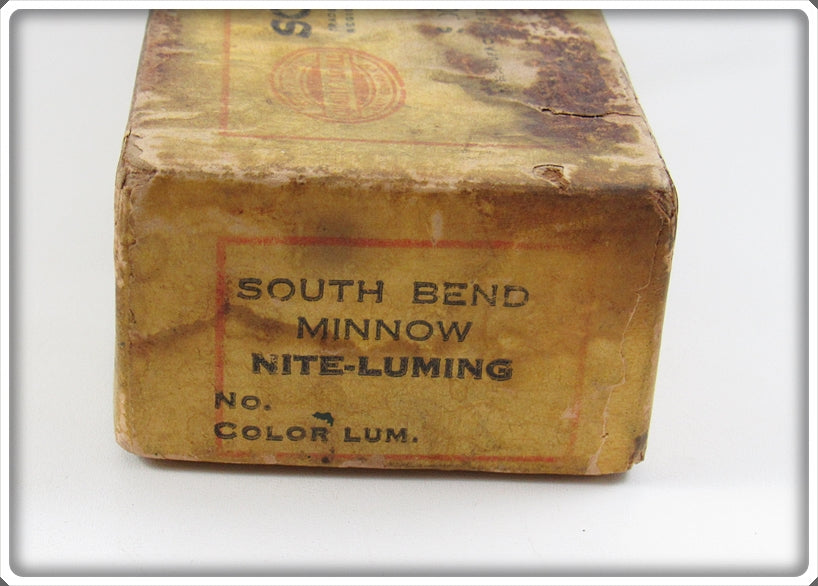 SOUTH BEND
MINNOW
NITE-LUMING
NO.
COLOR LUM.